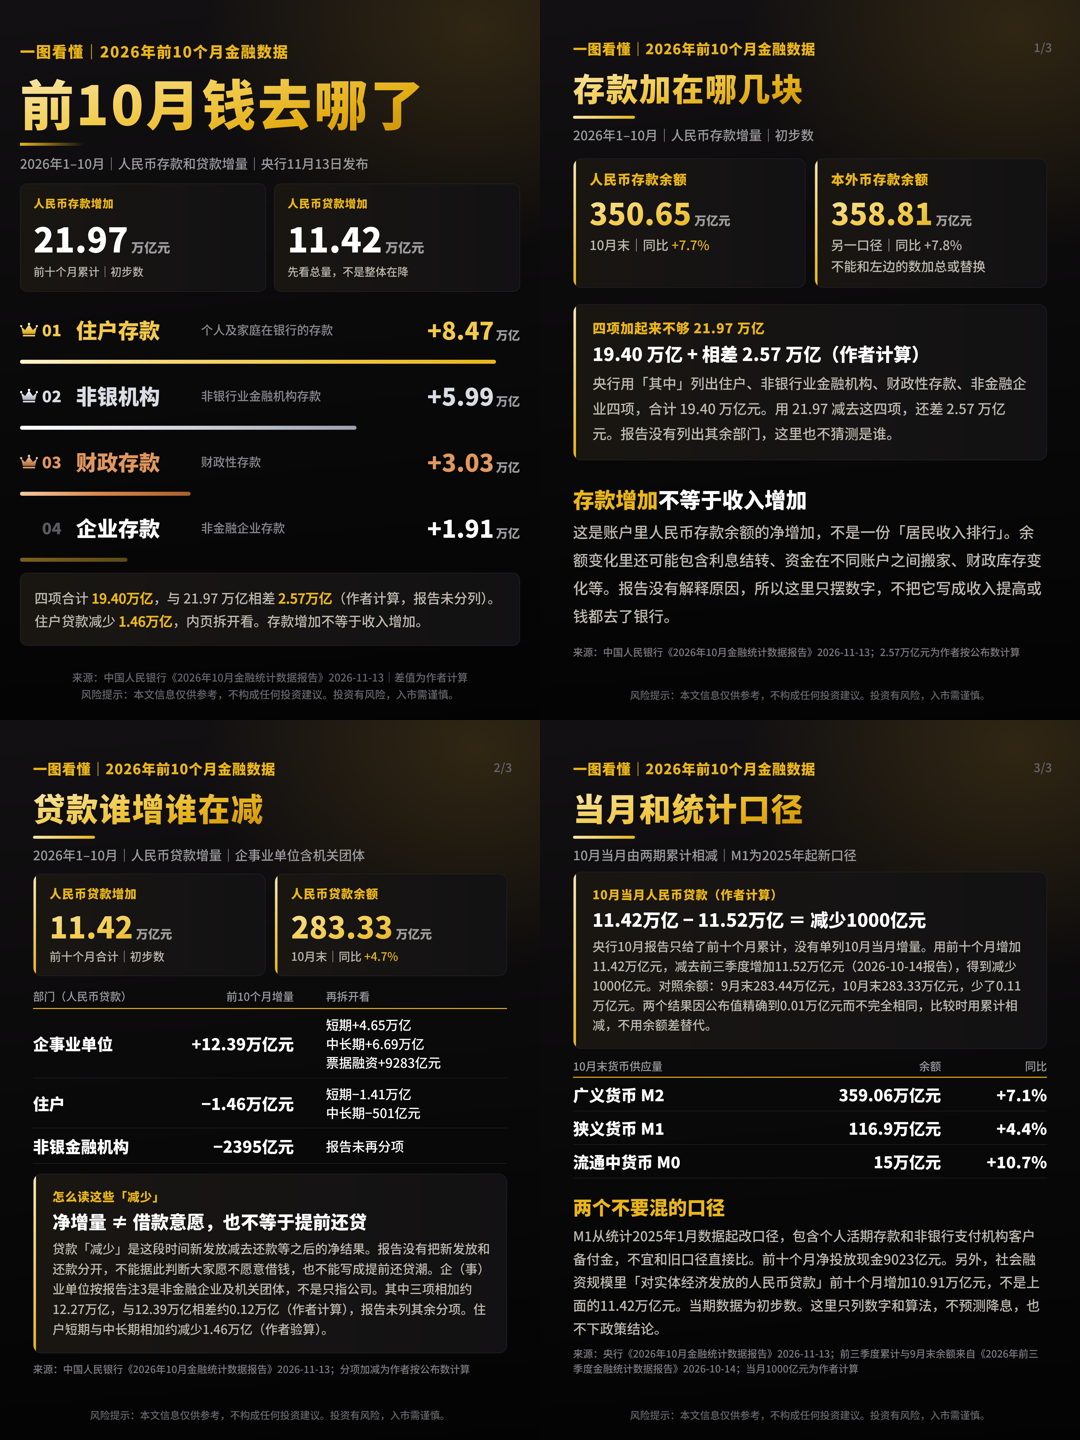 一图看懂｜2026年前10个月金融数据
前10月钱去哪了
2026年1–10月｜人民币存款和贷款增量｜央行11月13日发布
人民币存款增加
21.97 万亿元
前十个月累计｜初步数
人民币贷款增加
11.42 万亿元
先看总量，不是整体在降
01 住户存款 个人及家庭在银行的存款 +8.47 万亿
02 非银机构 非银行业金融机构存款 +5.99 万亿
03 财政存款 财政性存款 +3.03 万亿
04 企业存款 非金融企业存款 +1.91 万亿
四项合计 19.40万亿，与 21.97 万亿相差 2.57万亿（作者计算，报告未分列）。
住户贷款减少 1.46万亿，内页拆开看。存款增加不等于收入增加。
来源：中国人民银行《2026年10月金融统计数据报告》2026-11-13｜差值为作者计算
风险提示：本文信息仅供参考，不构成任何投资建议。投资有风险，入市需谨慎。
一图看懂｜2026年前10个月金融数据
1/3
存款加在哪几块
2026年1–10月｜人民币存款增量｜初步数
人民币存款余额
350.65 万亿元
10月末｜同比 +7.7%
本外币存款余额
358.81 万亿元
另一口径｜同比 +7.8%
不能和左边的数加总或替换
四项加起来不够 21.97 万亿
19.40 万亿 + 相差 2.57 万亿（作者计算）
央行用「其中」列出住户、非银行业金融机构、财政性存款、非金融企
业四项，合计 19.40 万亿元。用 21.97 减去这四项，还差 2.57 万亿
元。报告没有列出其余部门，这里也不猜测是谁。
存款增加不等于收入增加
这是账户里人民币存款余额的净增加，不是一份「居民收入排行」。余
额变化里还可能包含利息结转、资金在不同账户之间搬家、财政库存变
化等。报告没有解释原因，所以这里只摆数字，不把它写成收入提高或
钱都去了银行。
来源：中国人民银行《2026年10月金融统计数据报告》2026-11-13；2.57万亿元为作者按公布数计算
风险提示：本文信息仅供参考，不构成任何投资建议。投资有风险，入市需谨慎。
一图看懂｜2026年前10个月金融数据
2/3
贷款谁增谁在减
2026年1–10月｜人民币贷款增量｜企事业单位含机关团体
人民币贷款增加
11.42 万亿元
前十个月合计｜初步数
人民币贷款余额
283.33 万亿元
10月末｜同比 +4.7%
部门（人民币贷款） 前10个月增量 再拆开看
企事业单位 +12.39万亿元
短期+4.65万亿
中长期+6.69万亿
票据融资+9283亿元
住户 −1.46万亿元
短期−1.41万亿
中长期−501亿元
非银金融机构 −2395亿元 报告未再分项
怎么读这些「减少」
净增量 ≠ 借款意愿，也不等于提前还贷
贷款「减少」是这段时间新发放减去还款等之后的净结果。报告没有把新发放和
还款分开，不能据此判断大家愿不愿意借钱，也不能写成提前还贷潮。企（事）
业单位按报告注3是非金融企业及机关团体，不是只指公司。其中三项相加约
12.27万亿，与12.39万亿相差约0.12万亿（作者计算），报告未列其余分项。住
户短期与中长期相加约减少1.46万亿（作者验算）。
来源：中国人民银行《2026年10月金融统计数据报告》2026-11-13；分项加减为作者按公布数计算
风险提示：本文信息仅供参考，不构成任何投资建议。投资有风险，入市需谨慎。
一图看懂｜2026年前10个月金融数据
3/3
当月和统计口径
10月当月由两期累计相减｜M1为2025年起新口径
10月当月人民币贷款（作者计算）
11.42万亿 − 11.52万亿 ＝ 减少1000亿元
央行10月报告只给了前十个月累计，没有单列10月当月增量。用前十个月增加
11.42万亿元，减去前三季度增加11.52万亿元（2026-10-14报告），得到减少
1000亿元。对照余额：9月末283.44万亿元，10月末283.33万亿元，少了0.11
万亿元。两个结果因公布值精确到0.01万亿元而不完全相同，比较时用累计相
减，不用余额差替代。
10月末货币供应量 余额 同比
广义货币 M2 359.06万亿元 +7.1%
狭义货币 M1 116.9万亿元 +4.4%
流通中货币 M0 15万亿元 +10.7%
两个不要混的口径
M1从统计2025年1月数据起改口径，包含个人活期存款和非银行支付机构客户
备付金，不宜和旧口径直接比。前十个月净投放现金9023亿元。另外，社会融
资规模里「对实体经济发放的人民币贷款」前十个月增加10.91万亿元，不是上
面的11.42万亿元。当期数据为初步数。这里只列数字和算法，不预测降息，也
不下政策结论。
来源：央行《2026年10月金融统计数据报告》2026-11-13；前三季度累计与9月末余额来自《2026年前三
季度金融统计数据报告》2026-10-14；当月1000亿元为作者计算
风险提示：本文信息仅供参考，不构成任何投资建议。投资有风险，入市需谨慎。